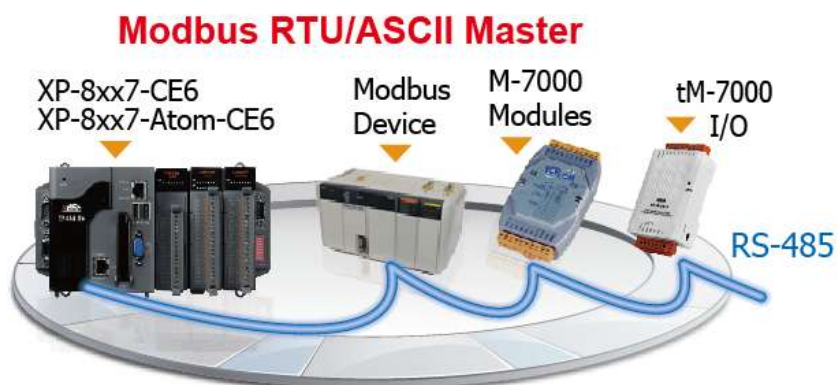 Modbus RTU/ASCII Master
XP-8xx7-CE6
XP-8xx7-Atom-CE6
Modbus
Device
M-7000
Modules
tM-7000
I/O
RS-485